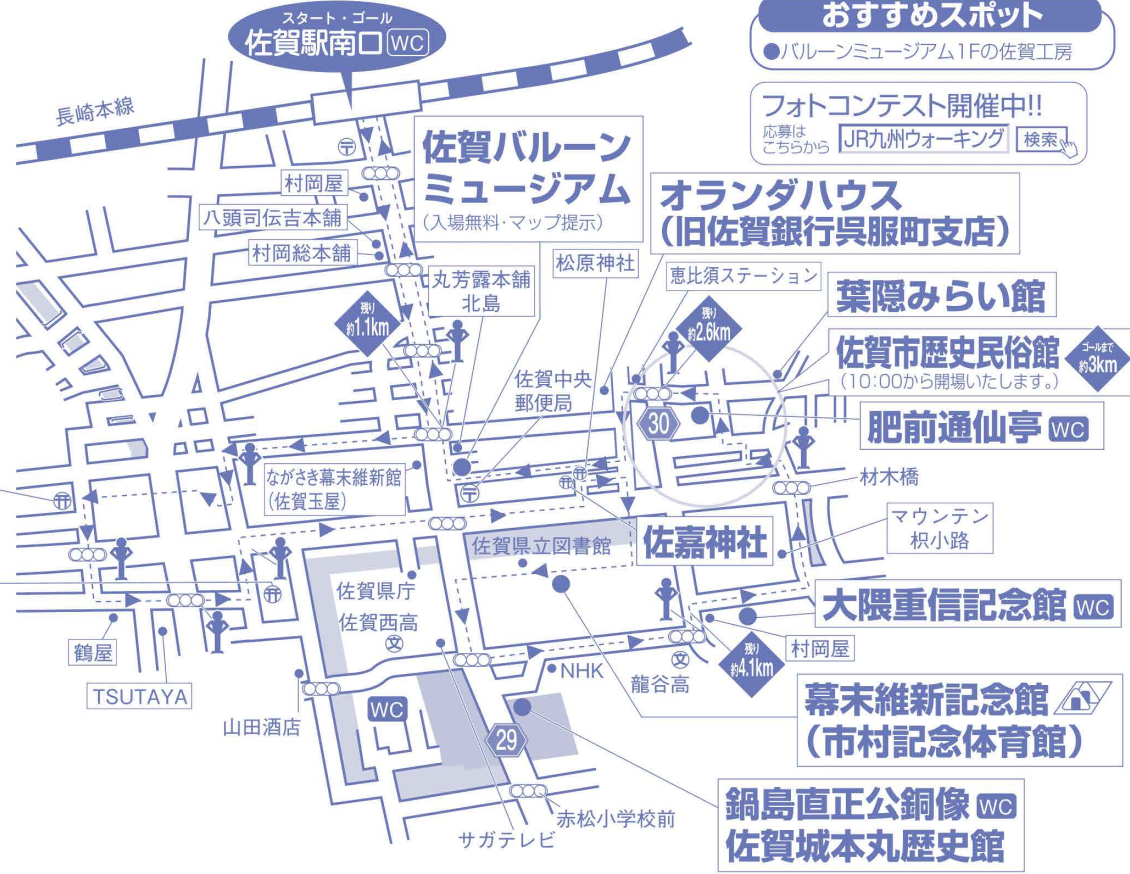 スタート・ゴール
佐賀駅南口 WC
おすすめスポット
●バルーンミュージアム1Fの佐賀工房
フォトコンテスト開催中!!
応募は
こちらから
JR九州ウォーキング 検索
長崎本線
〒
村岡屋
八頭司伝吉本舗
村岡総本舗
佐賀バルーン
ミュージアム
(入場無料・マップ提示)
オランダハウス
(旧佐賀銀行呉服町支店)
松原神社
恵比須ステーション
丸芳露本舗
北島
葉隠みらい館
残り
約1.1km
残り
約2.6km
佐賀市歴史民俗館
(10:00から開場いたします。)
ゴールまで
約3km
佐賀中央
郵便局
30
肥前通仙亭 WC
ながさき幕末維新館
(佐賀玉屋)
〒
材木橋
マウンテン
枳小路
佐賀県立図書館
佐嘉神社
佐賀県庁
佐賀西高
文
大隈重信記念館 WC
村岡屋
鶴屋
TSUTAYA
NHK
文
龍谷高
残り
約4.1km
山田酒店
WC
29
幕末維新記念館
(市村記念体育館)
鍋島直正公銅像 WC
佐賀城本丸歴史館
赤松小学校前
サガテレビ